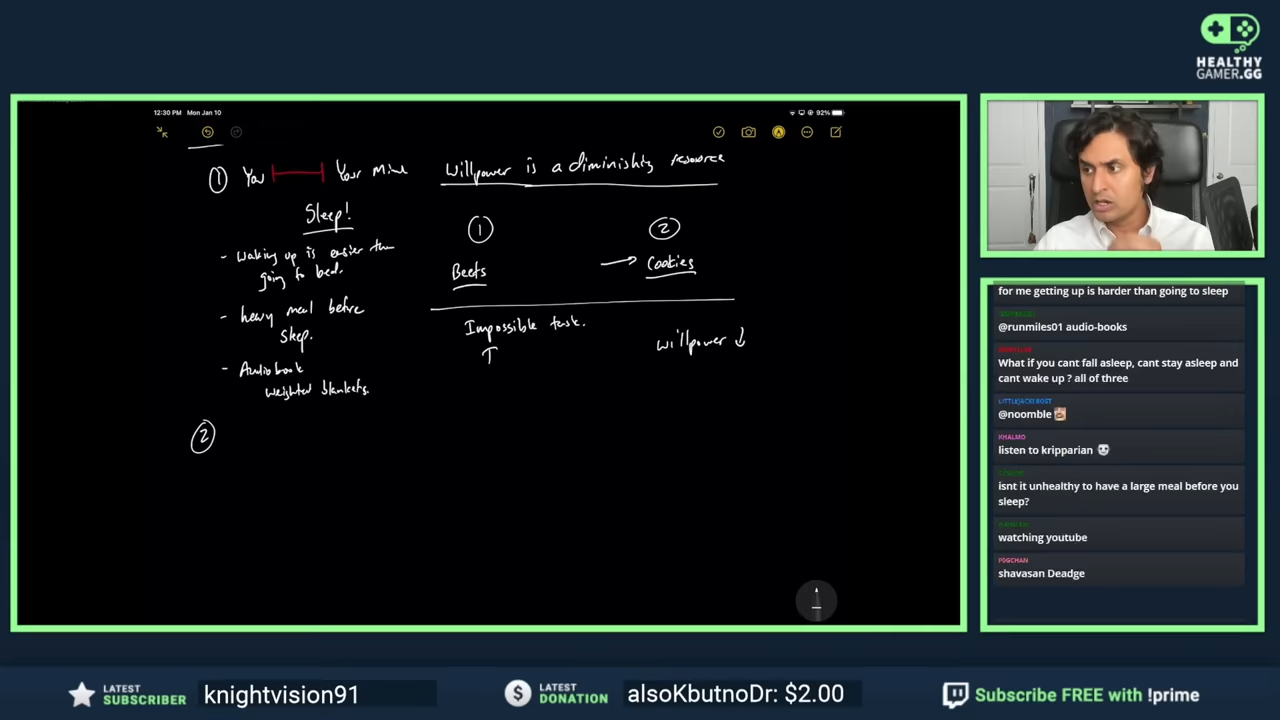 HEALTHY
GAMER.GG
12:30 PM Mon Jan 10
92%
① You Your Mine
Willpower is a diminishing resource
Sleep!
- Waking up is easier than
going to bed.
- heavy meal before
sleep.
- Audiobook
weighted blankets.
②
①
Beets
②
Cookies
Impossible task.
willpower ↓
for me getting up is harder than going to sleep
@runmiles01 audio-books
What if you cant fall asleep, cant stay asleep and
cant wake up ? all of three
@noomble
KHALMO
listen to kripparian
isnt it unhealthy to have a large meal before you
sleep?
watching youtube
shavasan Deadge
LATEST
SUBSCRIBER
knightvision91
$
LATEST
DONATION
alsoKbutnoDr: $2.00
Subscribe FREE with !prime